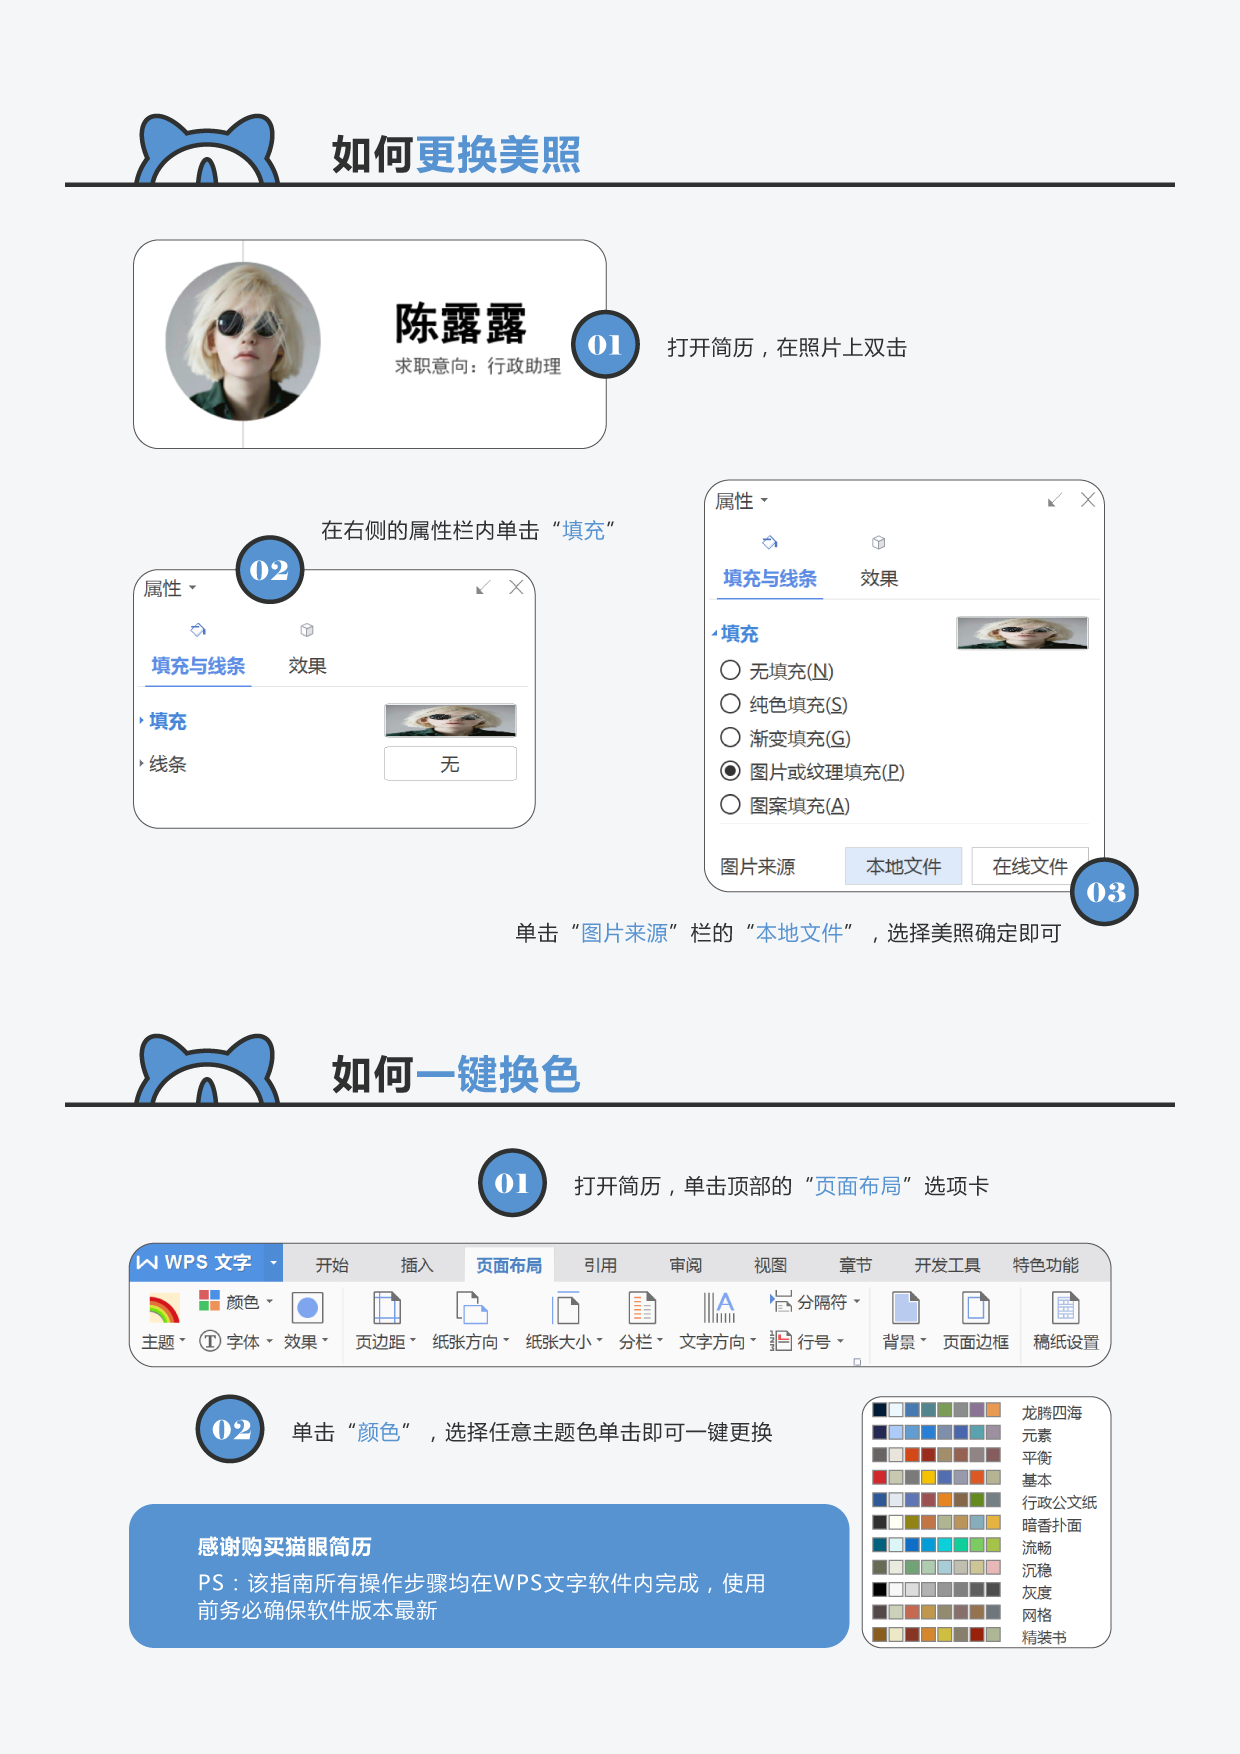 如何更换美照
陈露露
求职意向：行政助理
01
打开简历，在照片上双击
在右侧的属性栏内单击“填充”
02
属性
填充与线条 效果
填充
线条 无
属性
填充与线条 效果
填充
无填充(N)
纯色填充(S)
渐变填充(G)
图片或纹理填充(P)
图案填充(A)
图片来源 本地文件 在线文件
03
单击“图片来源”栏的“本地文件”，选择美照确定即可
如何一键换色
01
打开简历，单击顶部的“页面布局”选项卡
WPS 文字 开始 插入 页面布局 引用 审阅 视图 章节 开发工具 特色功能
颜色 分隔符
主题 字体 效果 页边距 纸张方向 纸张大小 分栏 文字方向 行号 背景 页面边框 稿纸设置
02
单击“颜色”，选择任意主题色单击即可一键更换
龙腾四海
元素
平衡
基本
行政公文纸
暗香扑面
流畅
沉稳
灰度
网格
精装书
感谢购买猫眼简历
PS：该指南所有操作步骤均在WPS文字软件内完成，使用
前务必确保软件版本最新